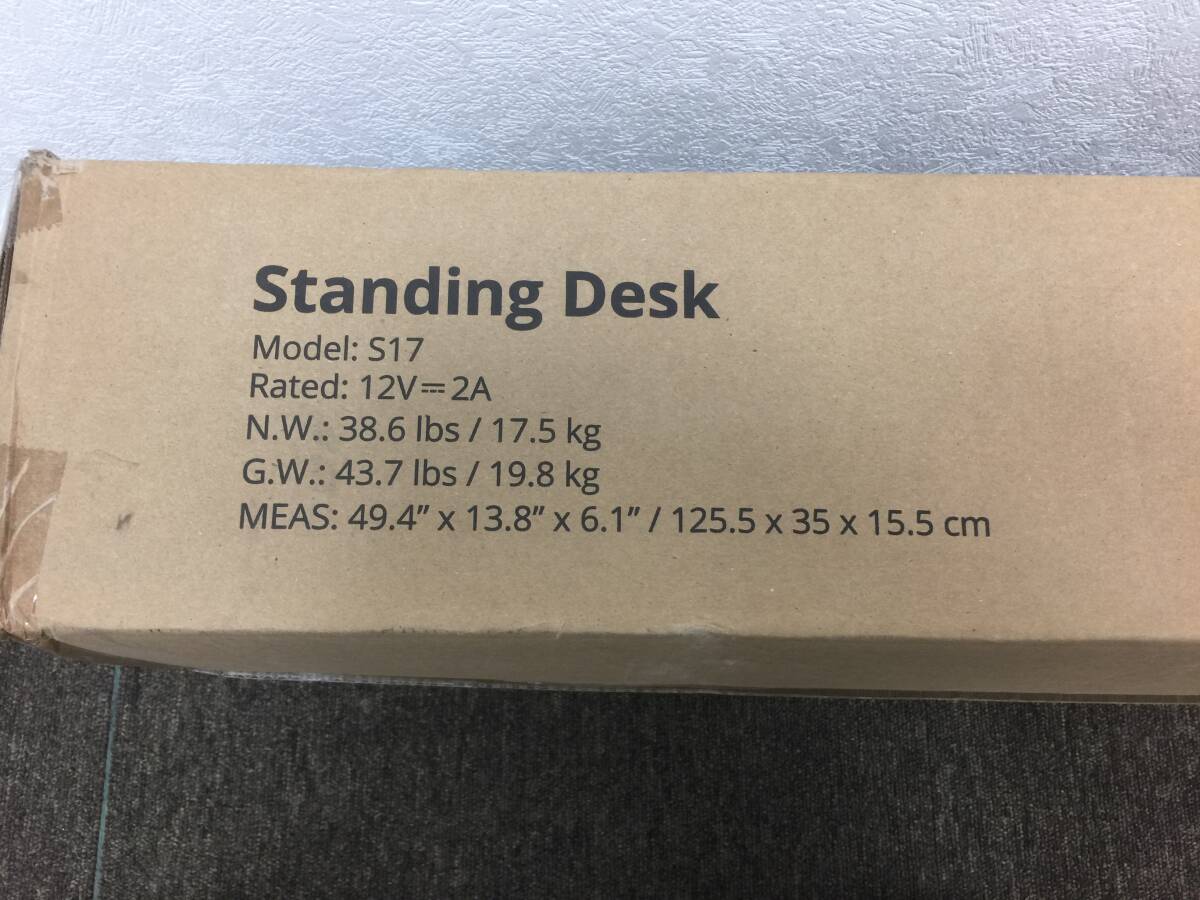 Standing Desk
Model: S17
Rated: 12V⎓2A
N.W.: 38.6 lbs / 17.5 kg
G.W.: 43.7 lbs / 19.8 kg
MEAS: 49.4” x 13.8” x 6.1” / 125.5 x 35 x 15.5 cm